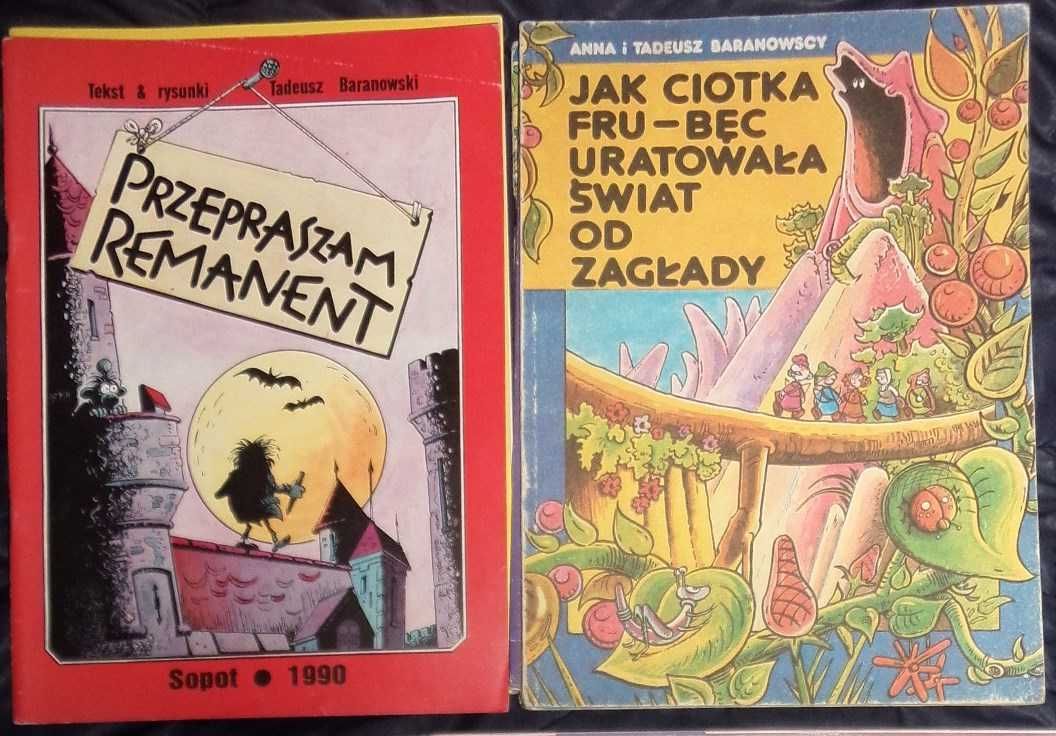 Tekst & rysunki Tadeusz Baranowski
PRZEPRASZAM
REMANENT
Sopot • 1990
ANNA i TADEUSZ BARANOWSCY
JAK CIOTKA
FRU-BĘC
URATOWAŁA
ŚWIAT
OD
ZAGŁADY